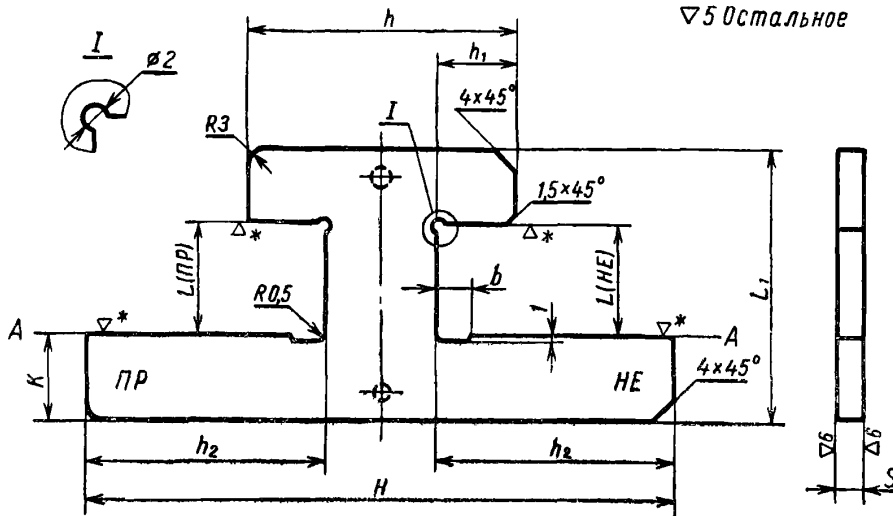 h
▽5 Остальное
I
ø2
h₁
4×45°
I
R3
1,5×45°
▽*
▽*
L(ПР)
L(НЕ)
L₁
R0,5
b
1
A
▽*
▽*
A
K
ПР
НЕ
4×45°
h₂
h₂
▽6
▽6
H
S